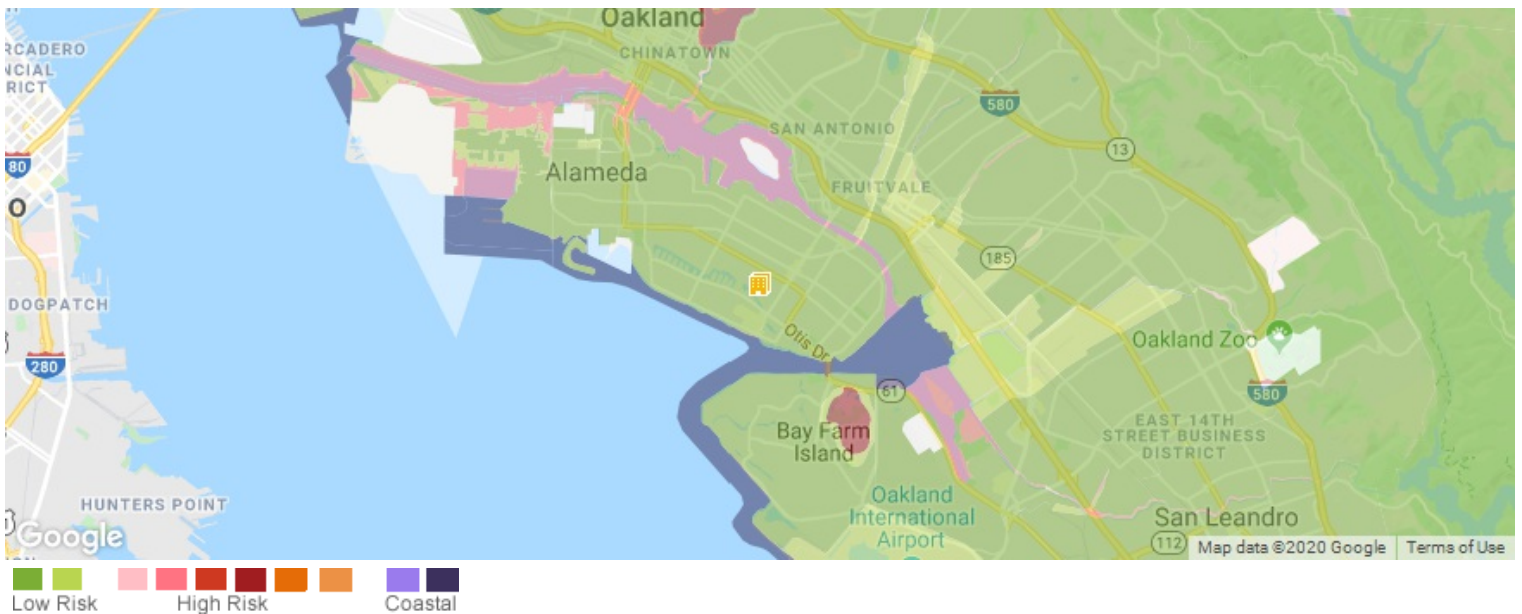 Oakland
CHINATOWN
RCADERO
NCIAL
RICT
580
SAN ANTONIO
13
80
Alameda
FRUITVALE
O
185
DOGPATCH
Otis Dr
Oakland Zoo
280
61
580
Bay Farm
Island
EAST 14TH
STREET BUSINESS
DISTRICT
HUNTERS POINT
Oakland
International
Airport
San Leandro
Google
112
Map data ©2020 Google
Terms of Use
Low Risk
High Risk
Coastal